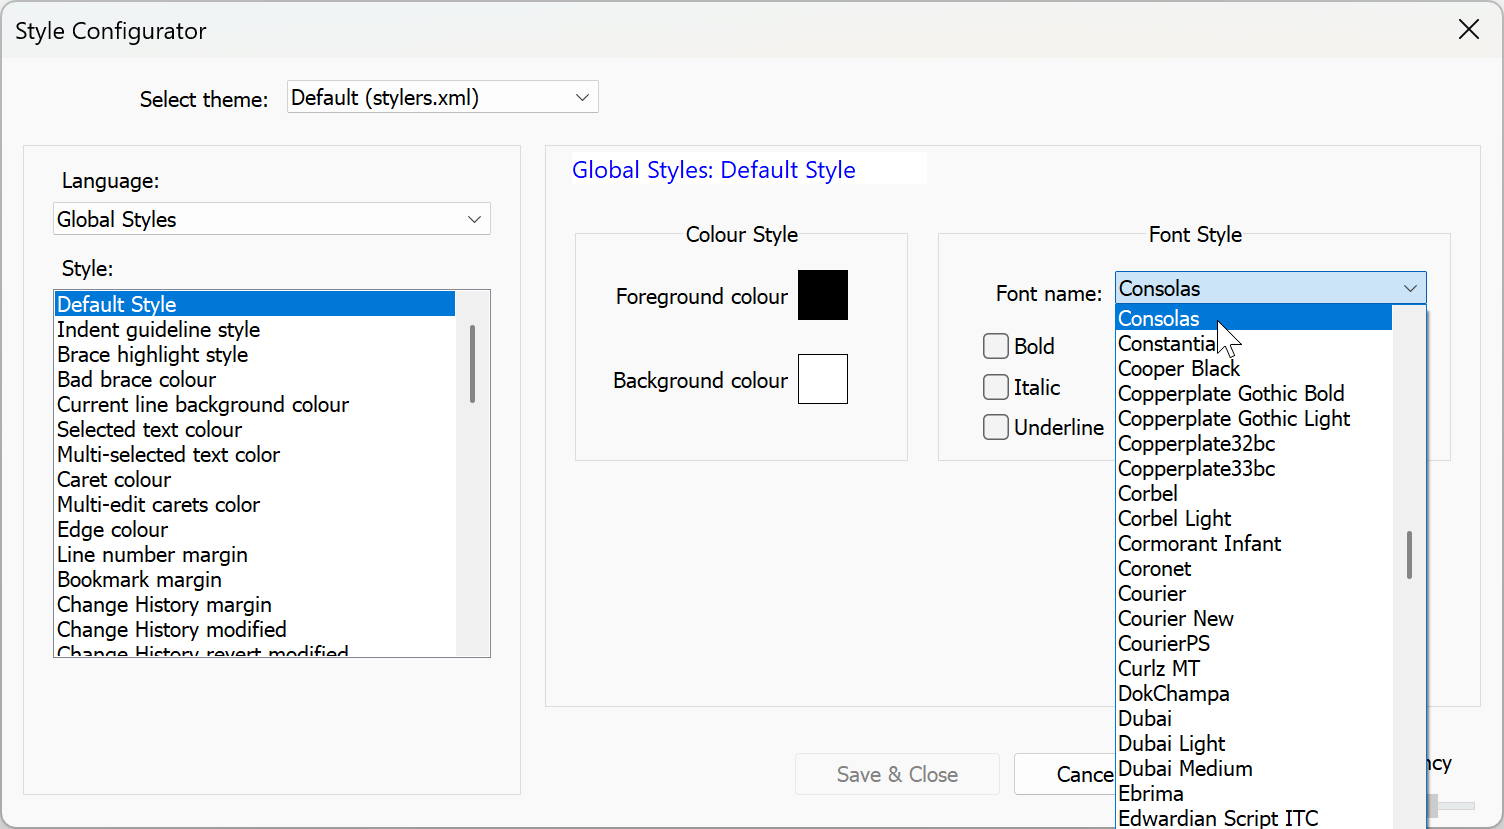 Style Configurator
Select theme: Default (stylers.xml)
Language:
Global Styles
Style:
Default Style
Indent guideline style
Brace highlight style
Bad brace colour
Current line background colour
Selected text colour
Multi-selected text color
Caret colour
Multi-edit carets color
Edge colour
Line number margin
Bookmark margin
Change History margin
Change History modified
Change History revert modified
Global Styles: Default Style
Colour Style
Foreground colour
Background colour
Font Style
Font name: Consolas
Bold
Italic
Underline
Consolas
Constantia
Cooper Black
Copperplate Gothic Bold
Copperplate Gothic Light
Copperplate32bc
Copperplate33bc
Corbel
Corbel Light
Cormorant Infant
Coronet
Courier
Courier New
CourierPS
Curlz MT
DokChampa
Dubai
Dubai Light
Dubai Medium
Ebrima
Edwardian Script ITC
Save & Close
Cance